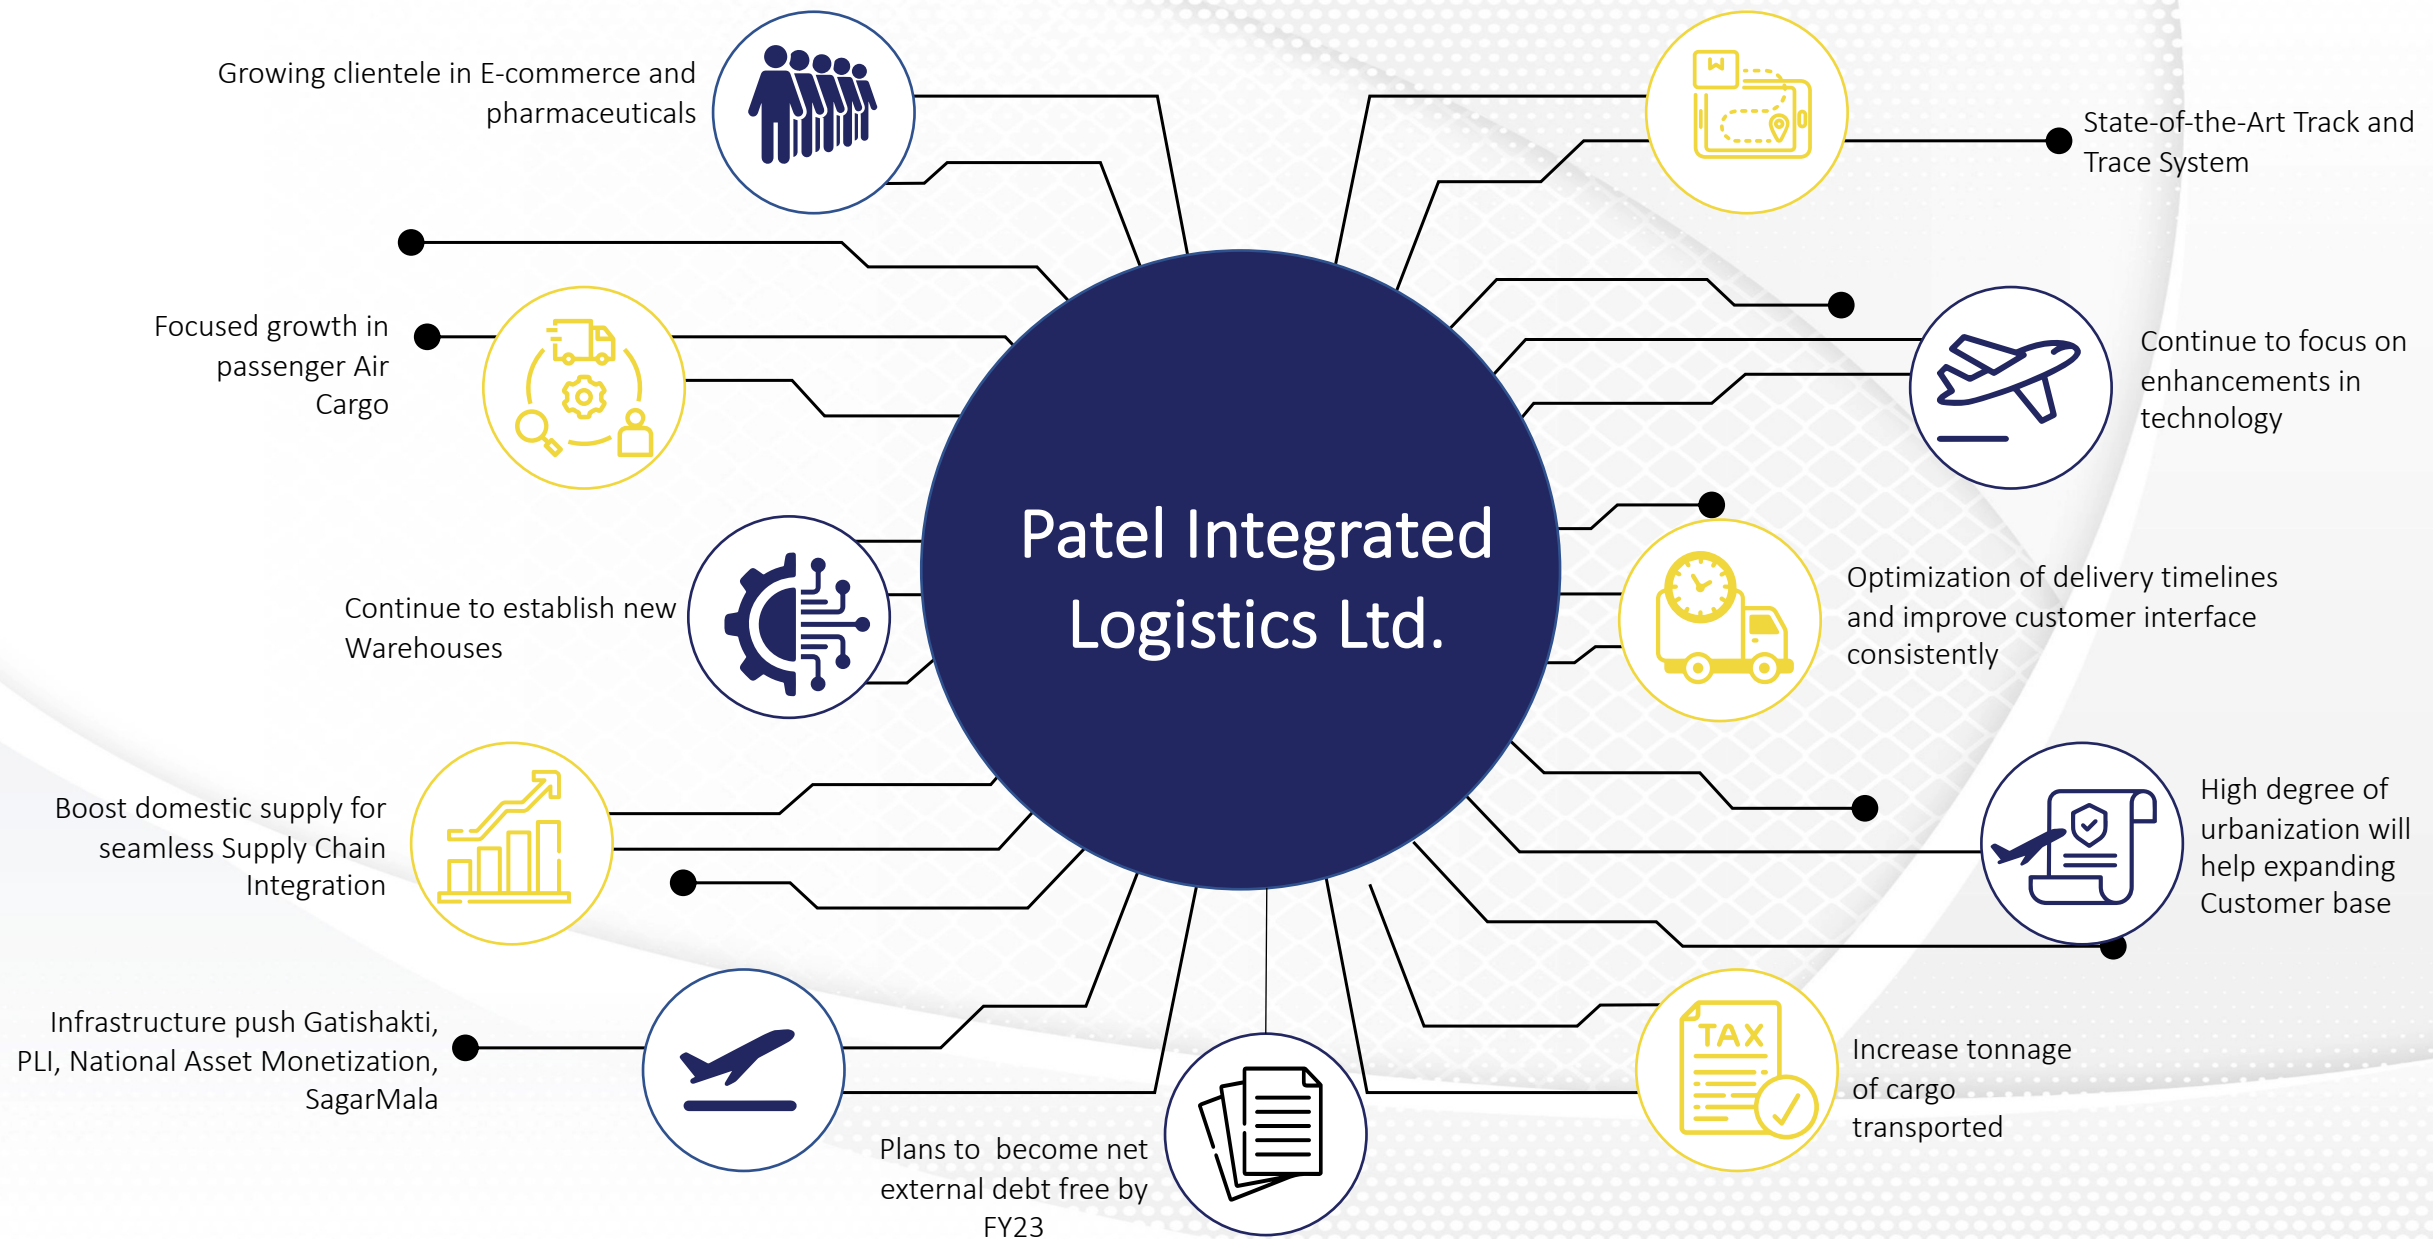 Growing clientele in E-commerce and
pharmaceuticals
Focused growth in
passenger Air
Cargo
Continue to establish new
Warehouses
Boost domestic supply for
seamless Supply Chain
Integration
Infrastructure push Gatishakti,
PLI, National Asset Monetization,
SagarMala
Patel Integrated
Logistics Ltd.
Plans to become net
external debt free by
FY23
State-of-the-Art Track and
Trace System
Continue to focus on
enhancements in
technology
Optimization of delivery timelines
and improve customer interface
consistently
High degree of
urbanization will
help expanding
Customer base
TAX
Increase tonnage
of cargo
transported